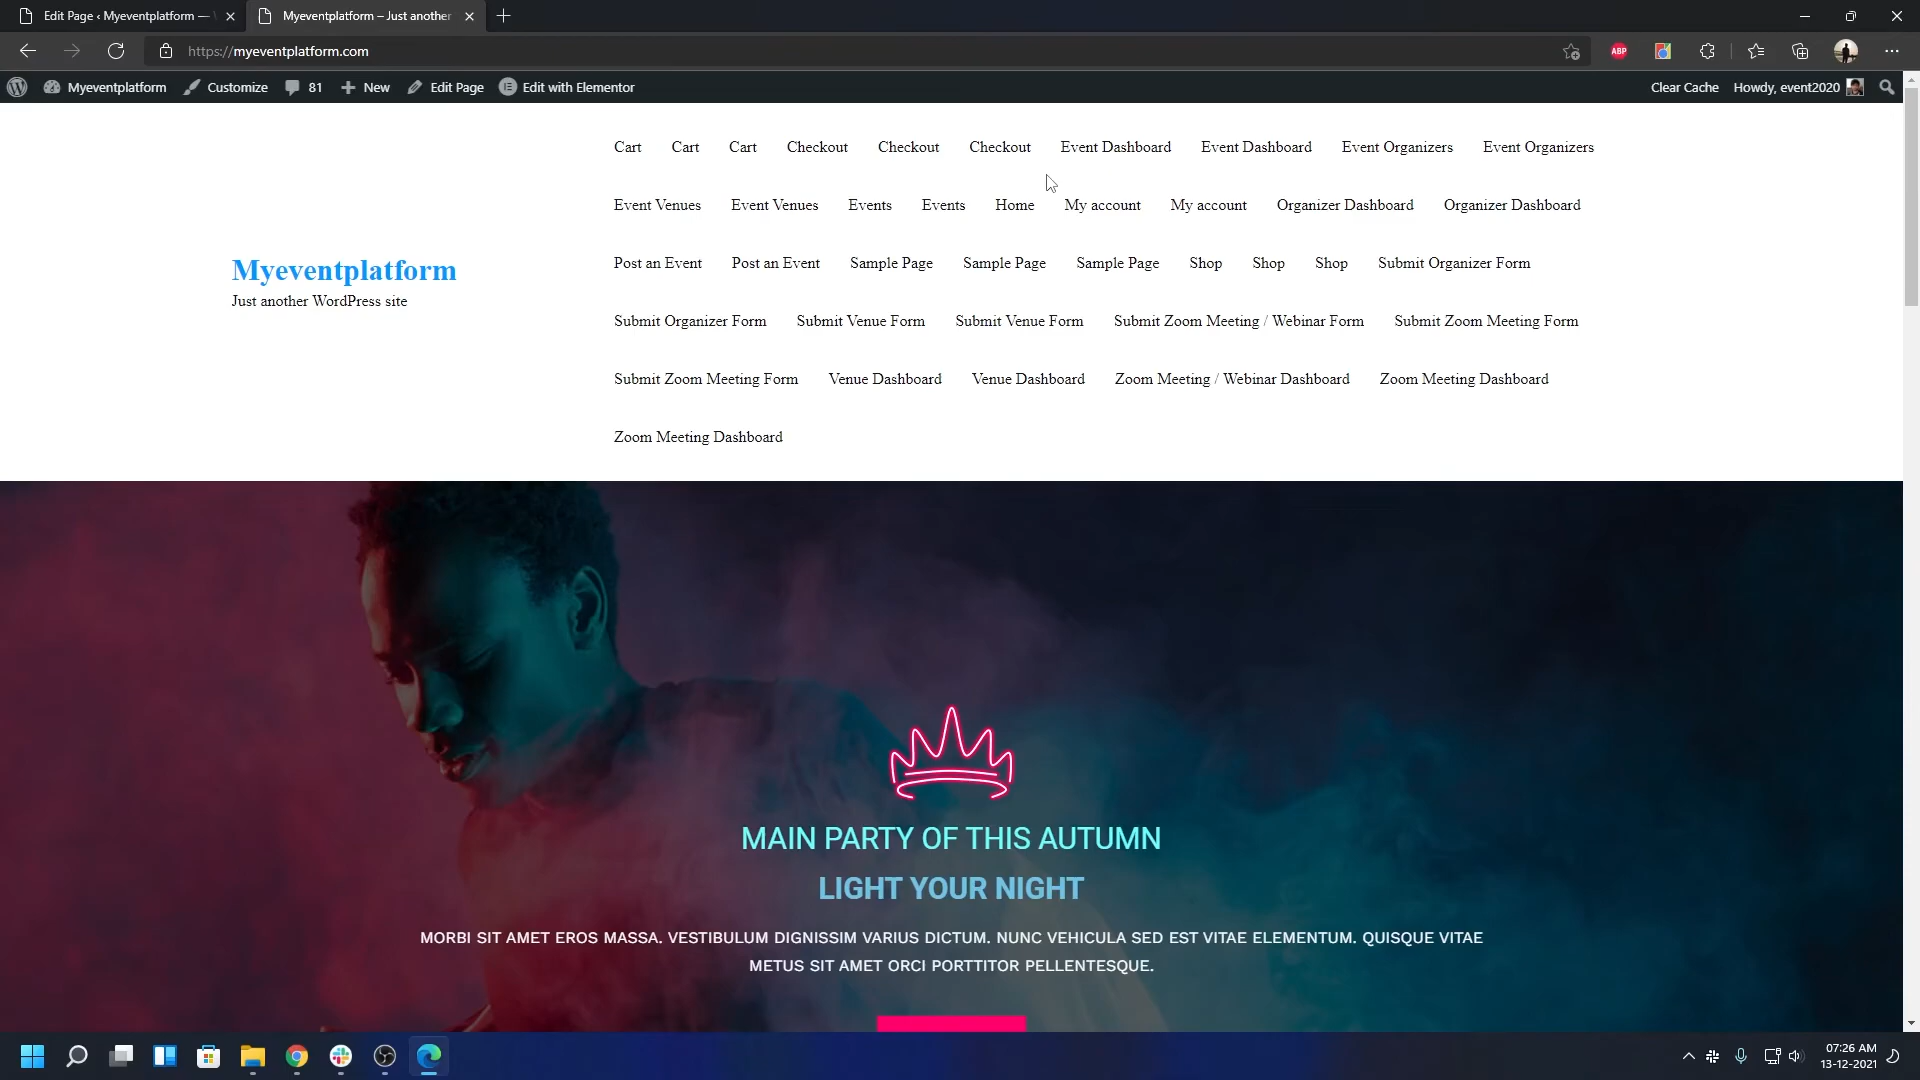 Edit Page ‹ Myeventplatform —
Myeventplatform – Just another
https://myeventplatform.com
ABP
Myeventplatform Customize 81 New Edit Page Edit with Elementor Clear Cache Howdy, event2020
Cart Cart Cart Checkout Checkout Checkout Event Dashboard Event Dashboard Event Organizers Event Organizers
Event Venues Event Venues Events Events Home My account My account Organizer Dashboard Organizer Dashboard
Post an Event Post an Event Sample Page Sample Page Sample Page Shop Shop Shop Submit Organizer Form
Myeventplatform
Just another WordPress site
Submit Organizer Form Submit Venue Form Submit Venue Form Submit Zoom Meeting / Webinar Form Submit Zoom Meeting Form
Submit Zoom Meeting Form Venue Dashboard Venue Dashboard Zoom Meeting / Webinar Dashboard Zoom Meeting Dashboard
Zoom Meeting Dashboard
MAIN PARTY OF THIS AUTUMN
LIGHT YOUR NIGHT
MORBI SIT AMET EROS MASSA. VESTIBULUM DIGNISSIM VARIUS DICTUM. NUNC VEHICULA SED EST VITAE ELEMENTUM. QUISQUE VITAE
METUS SIT AMET ORCI PORTTITOR PELLENTESQUE.
07:26 AM
13-12-2021